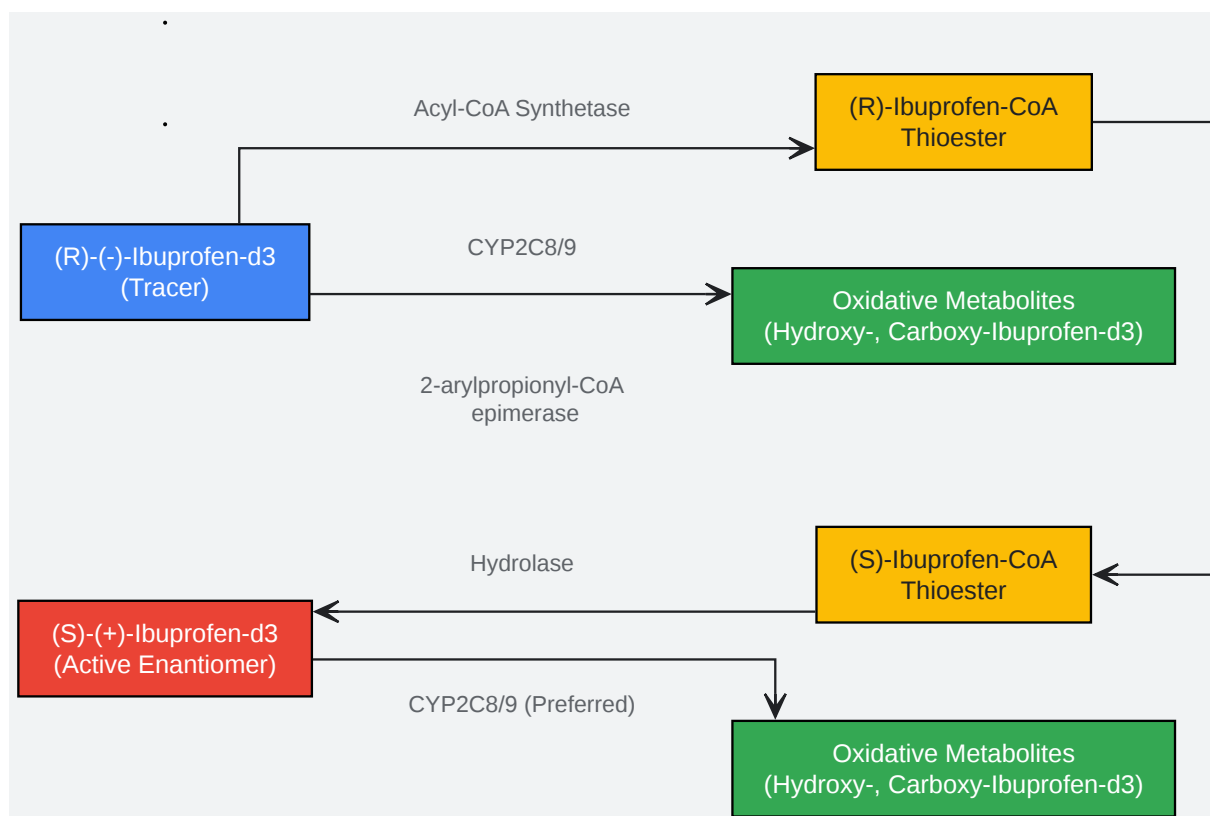 Acyl-CoA Synthetase
(R)-Ibuprofen-CoA
Thioester
(R)-(-)-Ibuprofen-d3
(Tracer)
CYP2C8/9
Oxidative Metabolites
(Hydroxy-, Carboxy-Ibuprofen-d3)
2-arylpropionyl-CoA
epimerase
Hydrolase
(S)-Ibuprofen-CoA
Thioester
(S)-(+)-Ibuprofen-d3
(Active Enantiomer)
CYP2C8/9 (Preferred)
Oxidative Metabolites
(Hydroxy-, Carboxy-Ibuprofen-d3)